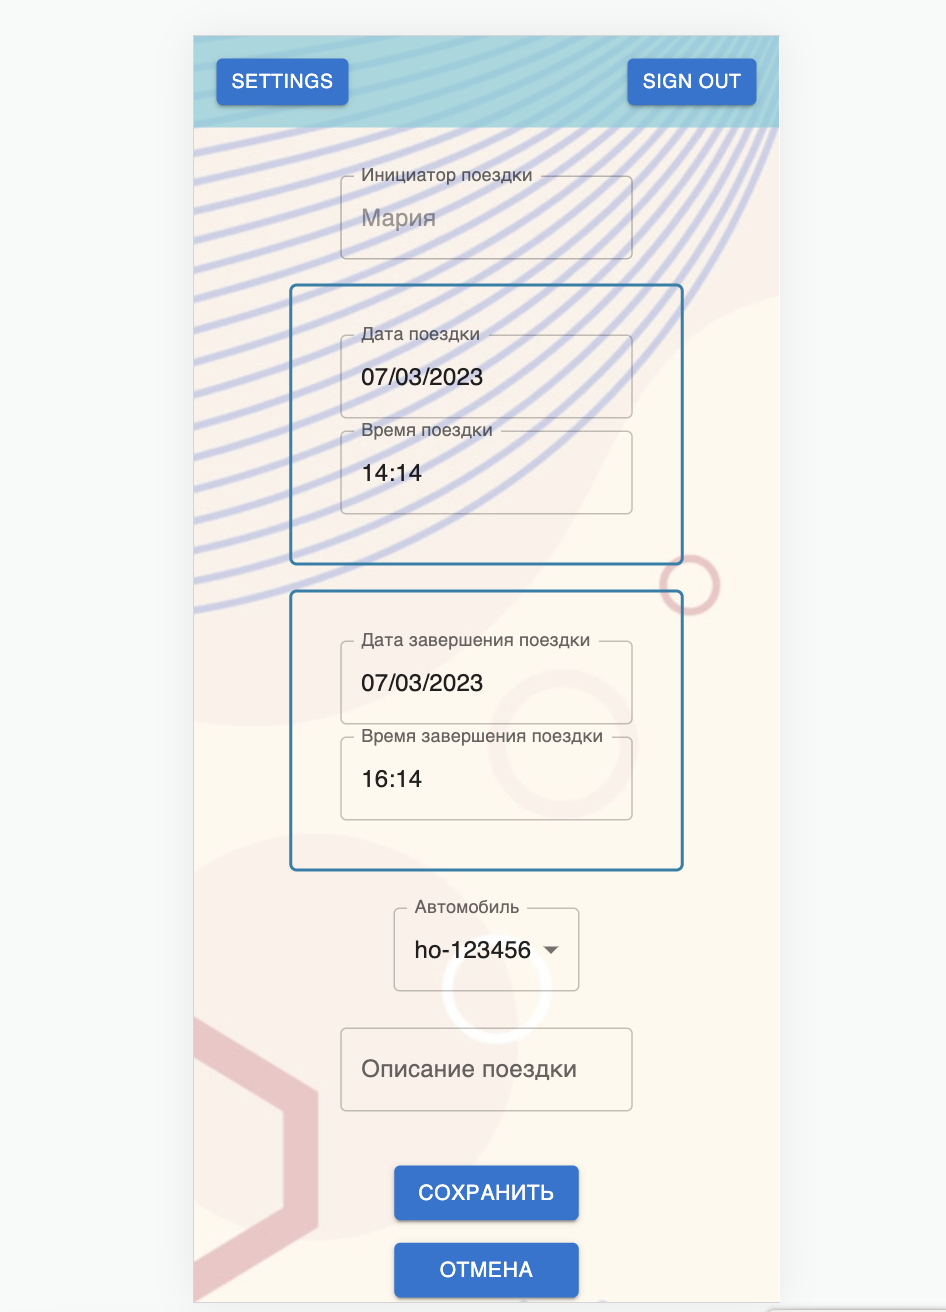 SETTINGS
SIGN OUT
Инициатор поездки
Мария
Дата поездки
07/03/2023
Время поездки
14:14
Дата завершения поездки
07/03/2023
Время завершения поездки
16:14
Автомобиль
ho-123456
Описание поездки
СОХРАНИТЬ
ОТМЕНА